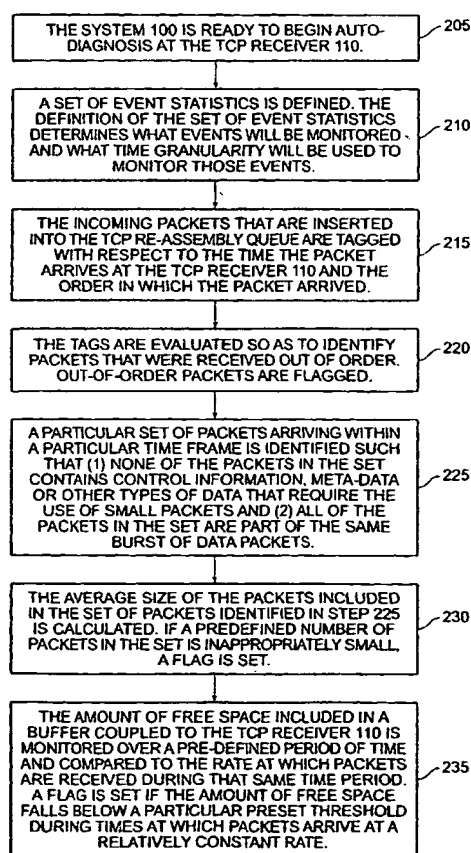 THE SYSTEM 100 IS READY TO BEGIN AUTO-
DIAGNOSIS AT THE TCP RECEIVER 110.
205
A SET OF EVENT STATISTICS IS DEFINED. THE
DEFINITION OF THE SET OF EVENT STATISTICS
DETERMINES WHAT EVENTS WILL BE MONITORED
AND WHAT TIME GRANULARITY WILL BE USED TO
MONITOR THOSE EVENTS.
210
THE INCOMING PACKETS THAT ARE INSERTED
INTO THE TCP RE-ASSEMBLY QUEUE ARE TAGGED
WITH RESPECT TO THE TIME THE PACKET
ARRIVES AT THE TCP RECEIVER 110 AND THE
ORDER IN WHICH THE PACKET ARRIVED.
215
THE TAGS ARE EVALUATED SO AS TO IDENTIFY
PACKETS THAT WERE RECEIVED OUT OF ORDER.
OUT-OF-ORDER PACKETS ARE FLAGGED.
220
A PARTICULAR SET OF PACKETS ARRIVING WITHIN
A PARTICULAR TIME FRAME IS IDENTIFIED SUCH
THAT (1) NONE OF THE PACKETS IN THE SET
CONTAINS CONTROL INFORMATION, META-DATA
OR OTHER TYPES OF DATA THAT REQUIRE THE
USE OF SMALL PACKETS AND (2) ALL OF THE
PACKETS IN THE SET ARE PART OF THE SAME
BURST OF DATA PACKETS.
225
THE AVERAGE SIZE OF THE PACKETS INCLUDED
IN THE SET OF PACKETS IDENTIFIED IN STEP 225
IS CALCULATED. IF A PREDEFINED NUMBER OF
PACKETS IN THE SET IS INAPPROPRIATELY SMALL,
A FLAG IS SET.
230
THE AMOUNT OF FREE SPACE INCLUDED IN A
BUFFER COUPLED TO THE TCP RECEIVER 110 IS
MONITORED OVER A PRE-DEFINED PERIOD OF TIME
AND COMPARED TO THE RATE AT WHICH PACKETS
ARE RECEIVED DURING THAT SAME TIME PERIOD.
A FLAG IS SET IF THE AMOUNT OF FREE SPACE
FALLS BELOW A PARTICULAR PRESET THRESHOLD
DURING TIMES AT WHICH PACKETS ARRIVE AT A
RELATIVELY CONSTANT RATE.
235